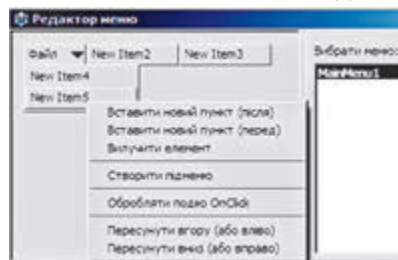 Редактор меню
Файл New Item2 New Item3
Вибрати меню:
New Item4
MainMenu1
New Item5
Вставити новий пункт (після)
Вставити новий пункт (перед)
Вилучити елемент
Створити підменю
Обробляти подію OnClick
Пересунути вгору (або вліво)
Пересунути вниз (або вправо)